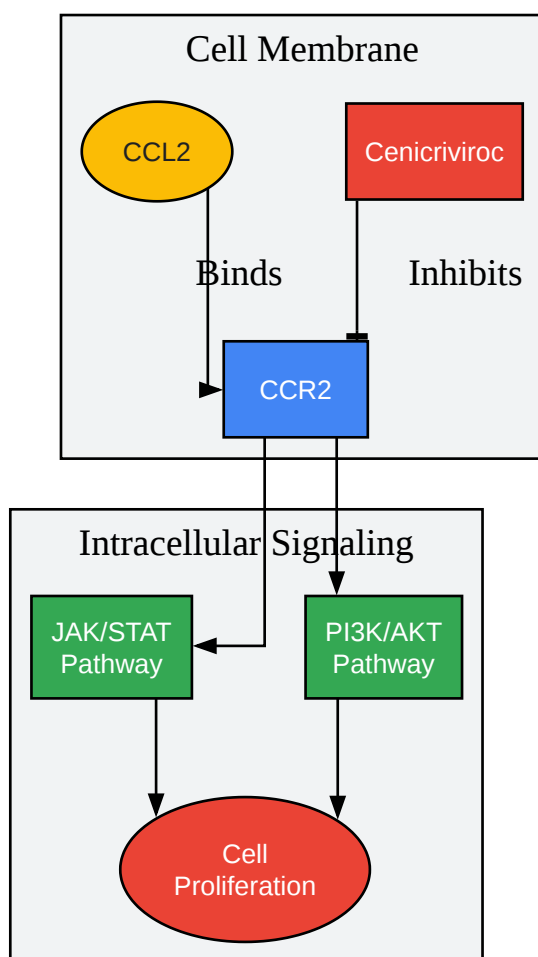 Cell Membrane
CCL2
Cenicriviroc
Binds
Inhibits
CCR2
Intracellular Signaling
JAK/STAT
Pathway
PI3K/AKT
Pathway
Cell
Proliferation